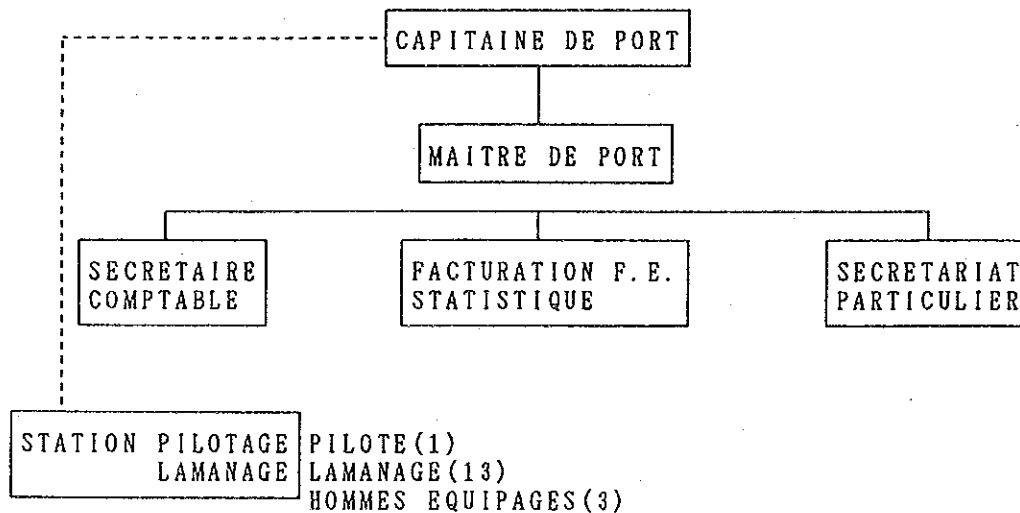 CAPITAINE DE PORT
MAITRE DE PORT
SECRETAIRE
COMPTABLE
FACTURATION F.E.
STATISTIQUE
SECRETARIAT
PARTICULIER
STATION PILOTAGE PILOTE(1)
LAMANAGE LAMANAGE(13)
HOMMES EQUIPAGES(3)